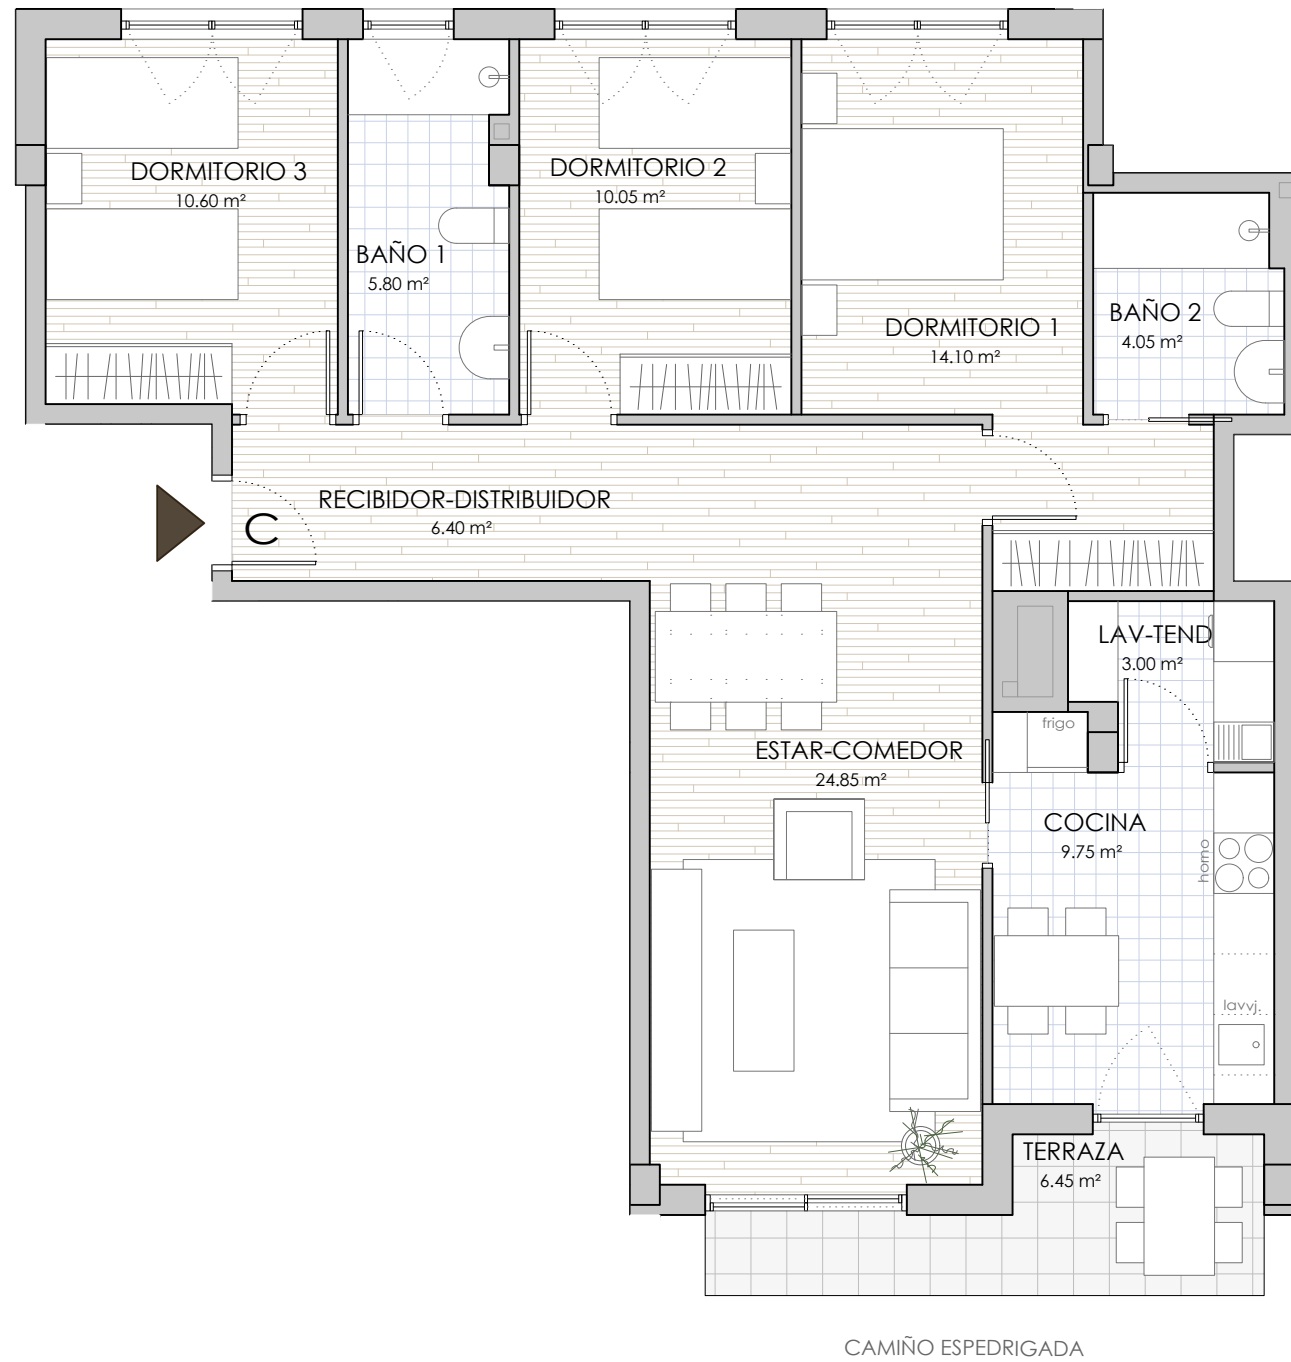 DORMITORIO 3
10.60 m²
DORMITORIO 2
10.05 m²
BAÑO 1
5.80 m²
DORMITORIO 1
14.10 m²
BAÑO 2
4.05 m²
RECIBIDOR-DISTRIBUIDOR
6.40 m²
C
LAV-TEND
3.00 m²
frigo
ESTAR-COMEDOR
24.85 m²
COCINA
9.75 m²
horno
lavvj.
TERRAZA
6.45 m²
CAMIÑO ESPEDRIGADA